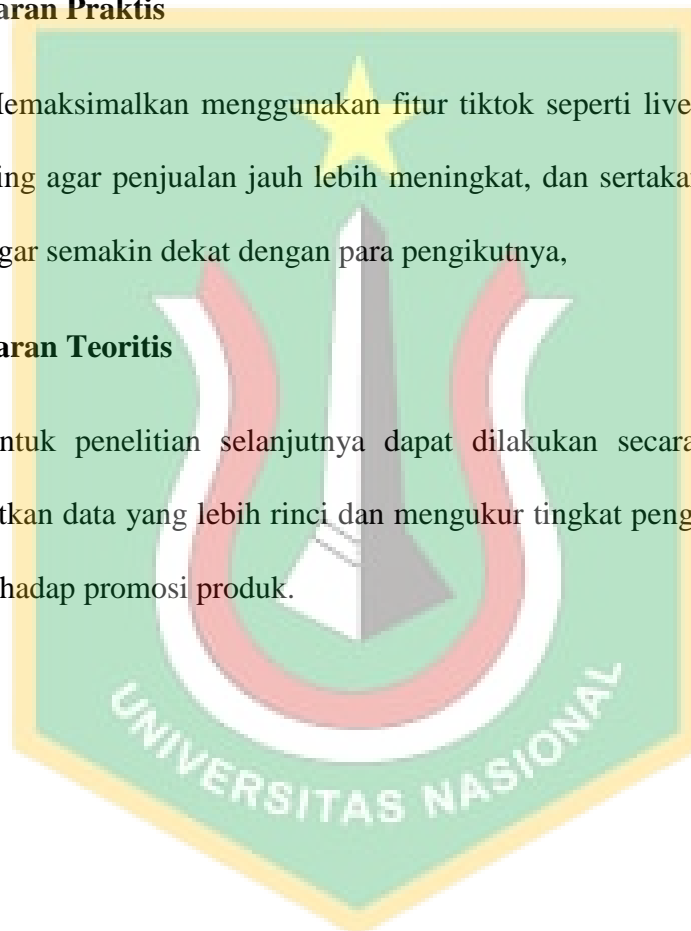 aran Praktis
Memaksimalkan menggunakan fitur tiktok seperti live
ing agar penjualan jauh lebih meningkat, dan sertakan
gar semakin dekat dengan para pengikutnya,
aran Teoritis
ntuk penelitian selanjutnya dapat dilakukan secara
tkan data yang lebih rinci dan mengukur tingkat peng
hadap promosi produk.
UNIVERSITAS NASIONAL